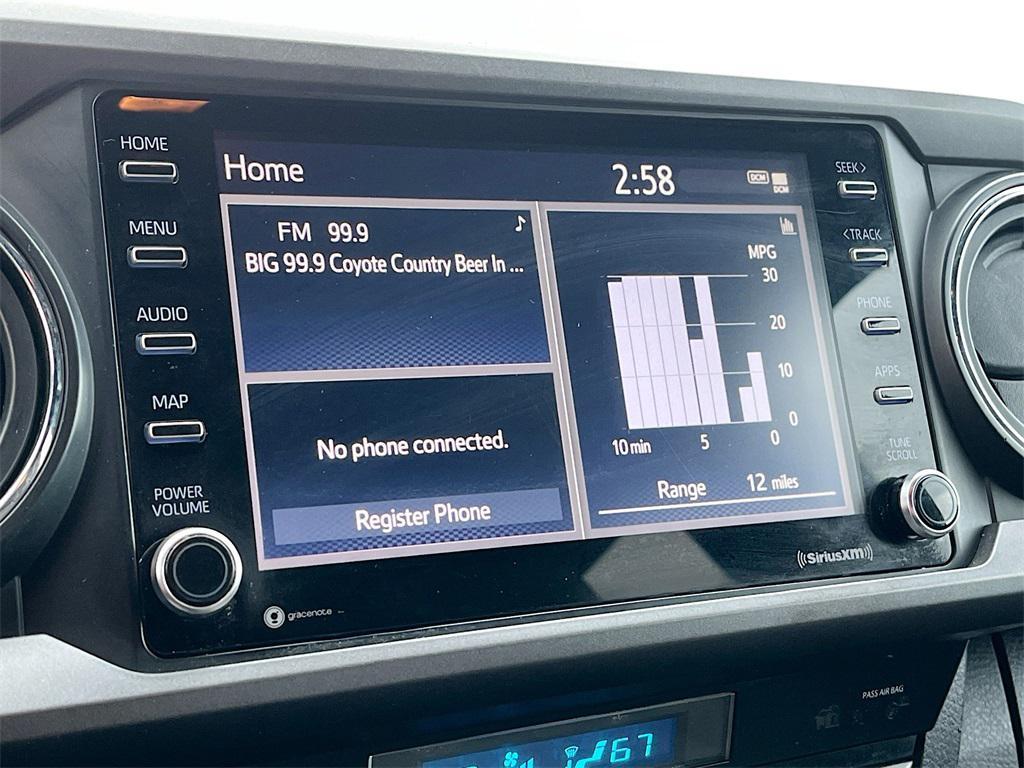 HOME
MENU
AUDIO
MAP
POWER
VOLUME
Home
2:58
DCM
DCM
FM 99.9
BIG 99.9 Coyote Country Beer In ...
No phone connected.
Register Phone
MPG
30
20
10
0
10 min 5 0
Range 12 miles
SEEK >
< TRACK
PHONE
APPS
TUNE
SCROLL
gracenote
((SiriusXM))
PASS AIR BAG
67